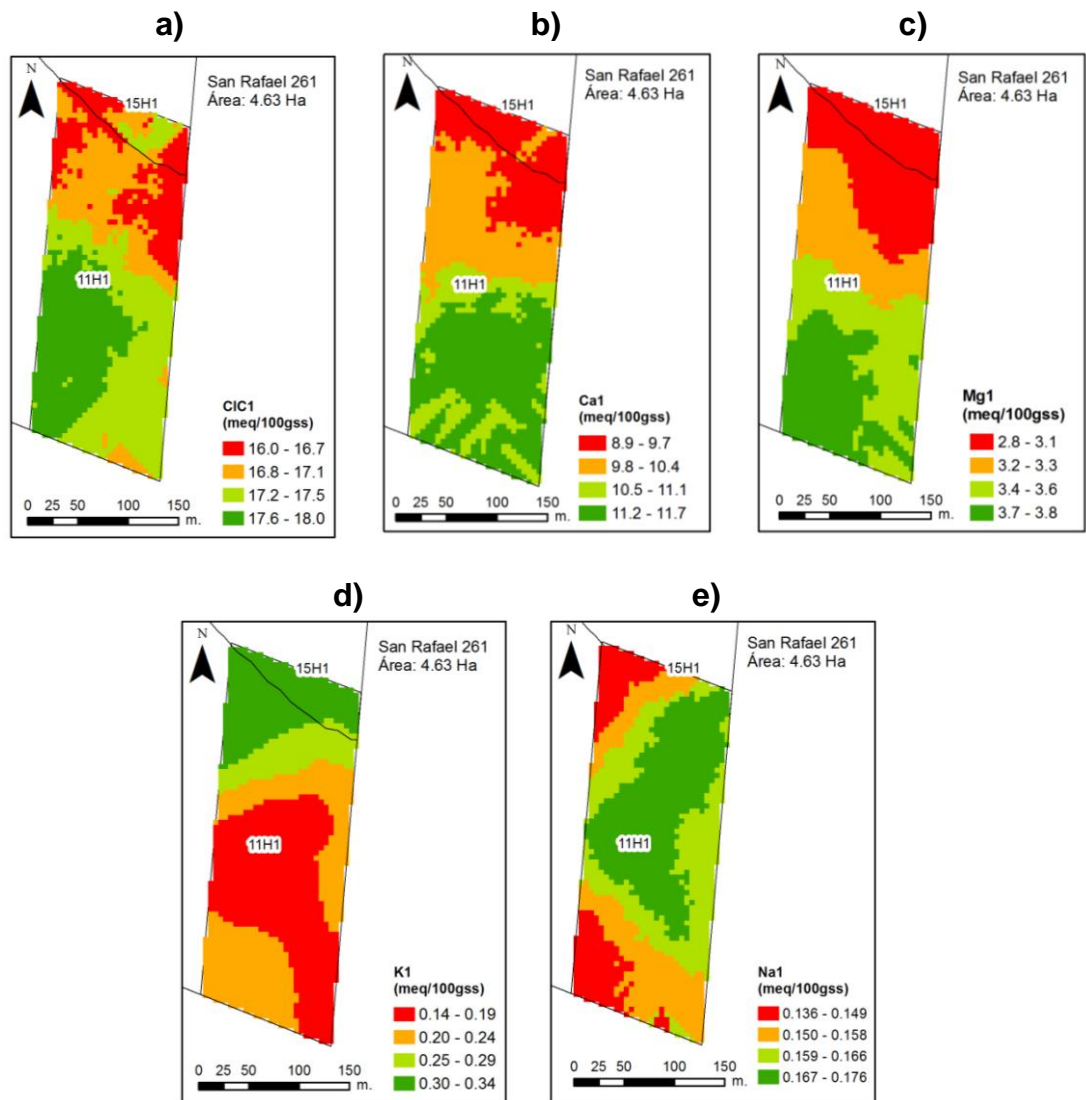 a)
N
San Rafael 261
Área: 4.63 Ha
15H1
11H1
CIC1
(meq/100gss)
16.0 - 16.7
16.8 - 17.1
17.2 - 17.5
17.6 - 18.0
0 25 50 100 150
m.
b)
N
San Rafael 261
Área: 4.63 Ha
15H1
11H1
Ca1
(meq/100gss)
8.9 - 9.7
9.8 - 10.4
10.5 - 11.1
11.2 - 11.7
0 25 50 100 150
m.
c)
N
San Rafael 261
Área: 4.63 Ha
15H1
11H1
Mg1
(meq/100gss)
2.8 - 3.1
3.2 - 3.3
3.4 - 3.6
3.7 - 3.8
0 25 50 100 150
m.
d)
N
San Rafael 261
Área: 4.63 Ha
15H1
11H1
K1
(meq/100gss)
0.14 - 0.19
0.20 - 0.24
0.25 - 0.29
0.30 - 0.34
0 25 50 100 150
m.
e)
N
San Rafael 261
Área: 4.63 Ha
15H1
11H1
Na1
(meq/100gss)
0.136 - 0.149
0.150 - 0.158
0.159 - 0.166
0.167 - 0.176
0 25 50 100 150
m.